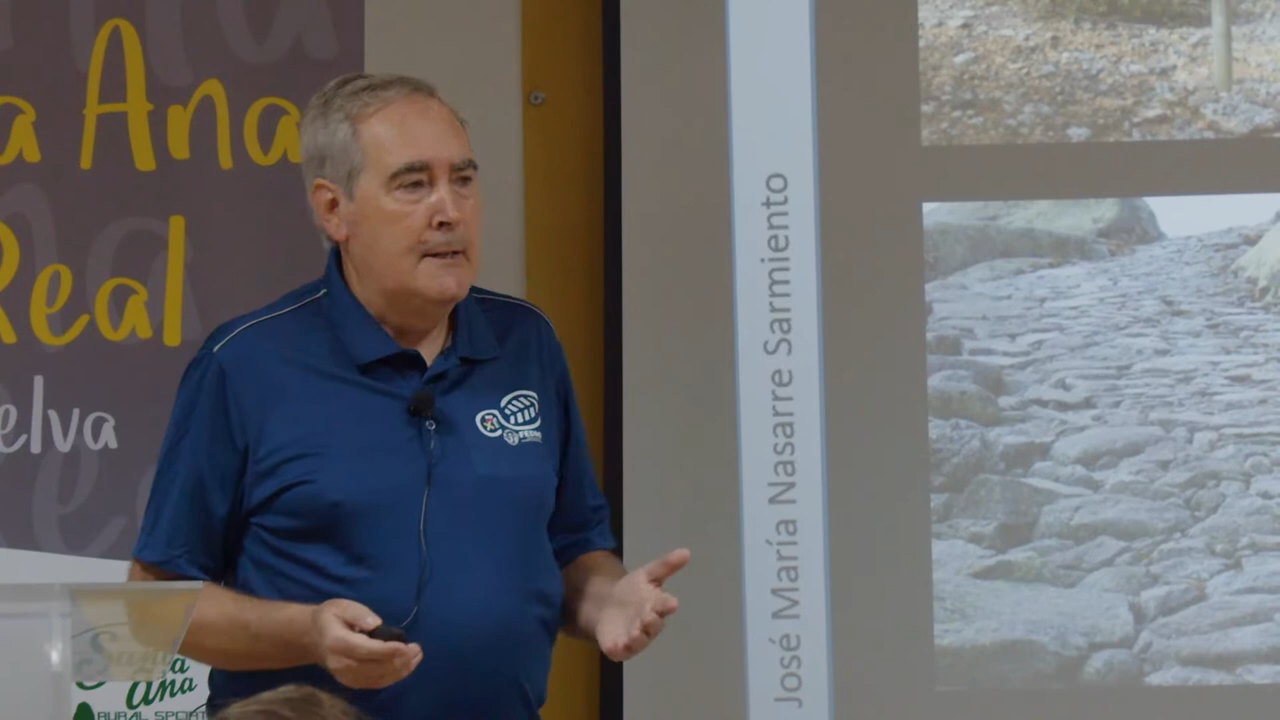 a Ana
Real
elva
José María Nasarre Sarmiento
Ana
RURAL SPORT